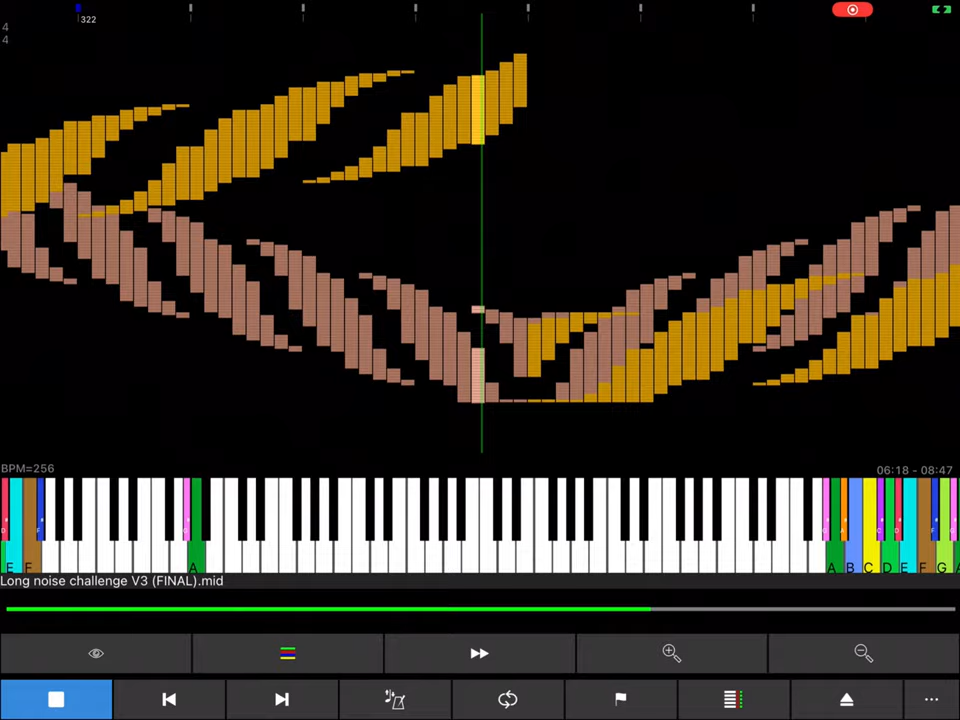 322
4
4
BPM=256
06:18 - 08:47
E F A A B C D E F G
Long noise challenge V3 (FINAL).mid